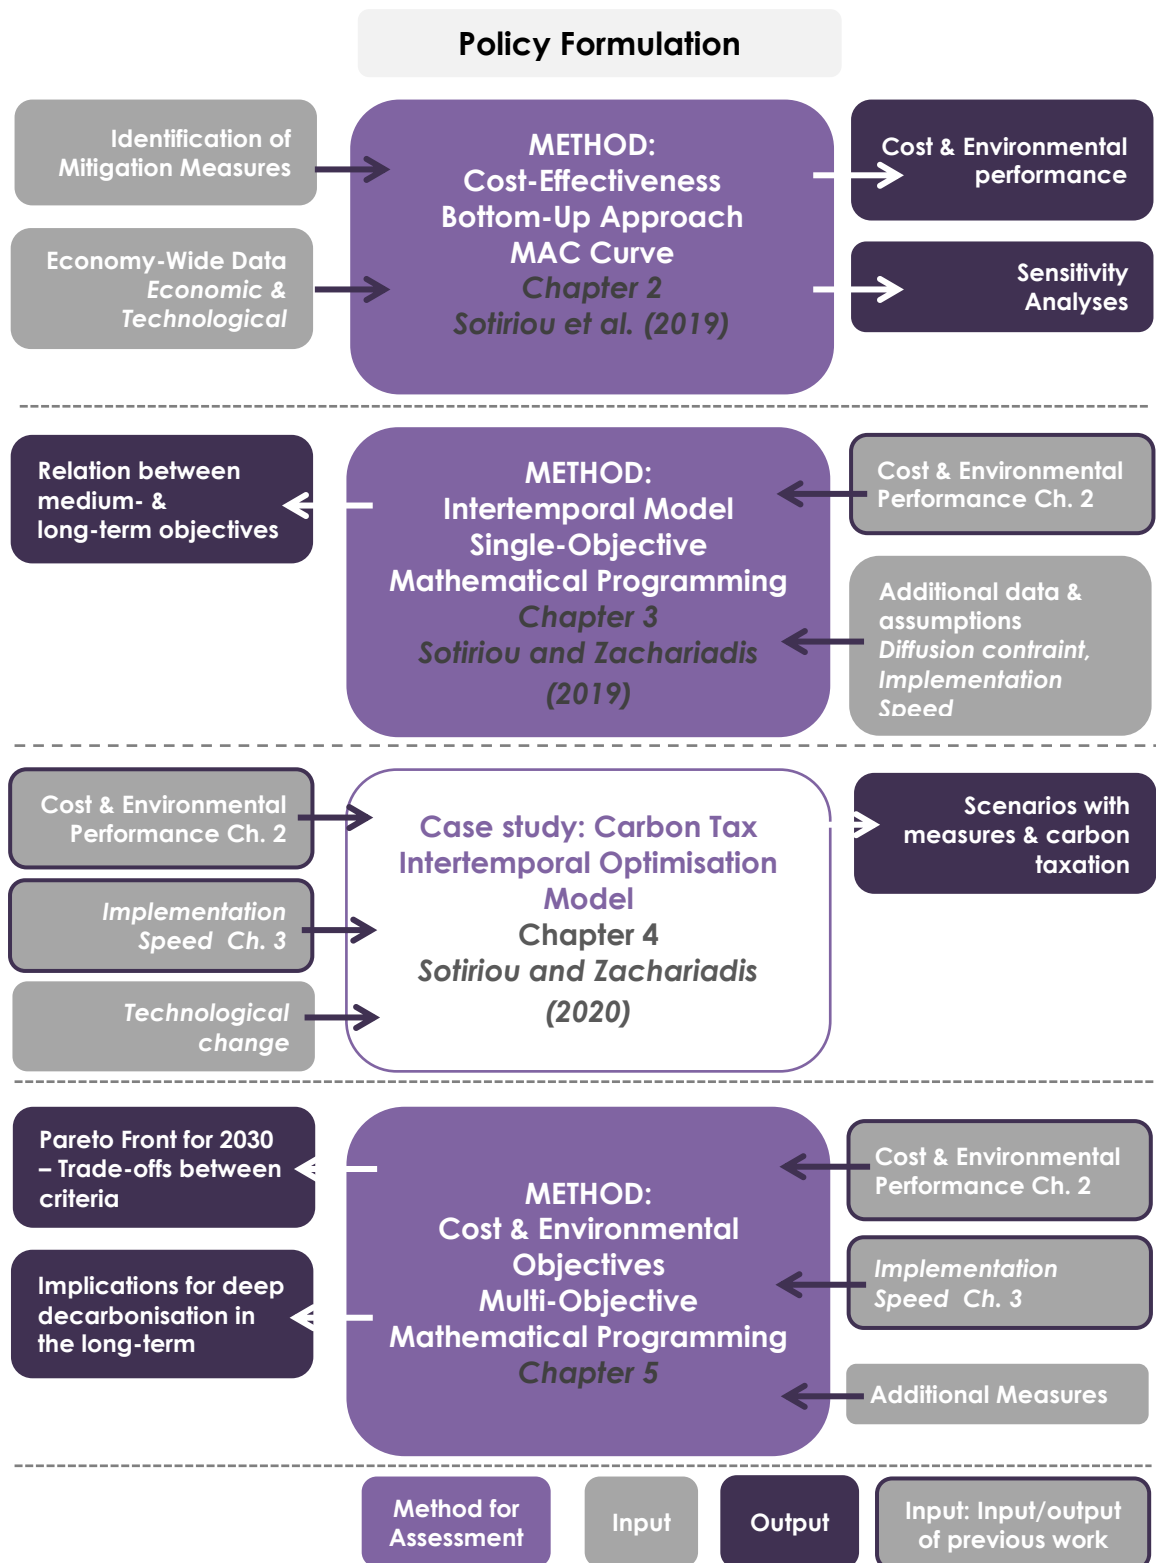 Policy Formulation
Identification of
Mitigation Measures
Economy-Wide Data
Economic &
Technological
METHOD:
Cost-Effectiveness
Bottom-Up Approach
MAC Curve
Chapter 2
Sotiriou et al. (2019)
Cost & Environmental
performance
Sensitivity
Analyses
Relation between
medium- &
long-term objectives
METHOD:
Intertemporal Model
Single-Objective
Mathematical Programming
Chapter 3
Sotiriou and Zachariadis
(2019)
Cost & Environmental
Performance Ch. 2
Additional data &
assumptions
Diffusion contraint,
Implementation
Speed
Cost & Environmental
Performance Ch. 2
Implementation
Speed Ch. 3
Technological
change
Case study: Carbon Tax
Intertemporal Optimisation
Model
Chapter 4
Sotiriou and Zachariadis
(2020)
Scenarios with
measures & carbon
taxation
Pareto Front for 2030
– Trade-offs between
criteria
Implications for deep
decarbonisation in
the long-term
METHOD:
Cost & Environmental
Objectives
Multi-Objective
Mathematical Programming
Chapter 5
Cost & Environmental
Performance Ch. 2
Implementation
Speed Ch. 3
Additional Measures
Method for
Assessment
Input
Output
Input: Input/output
of previous work